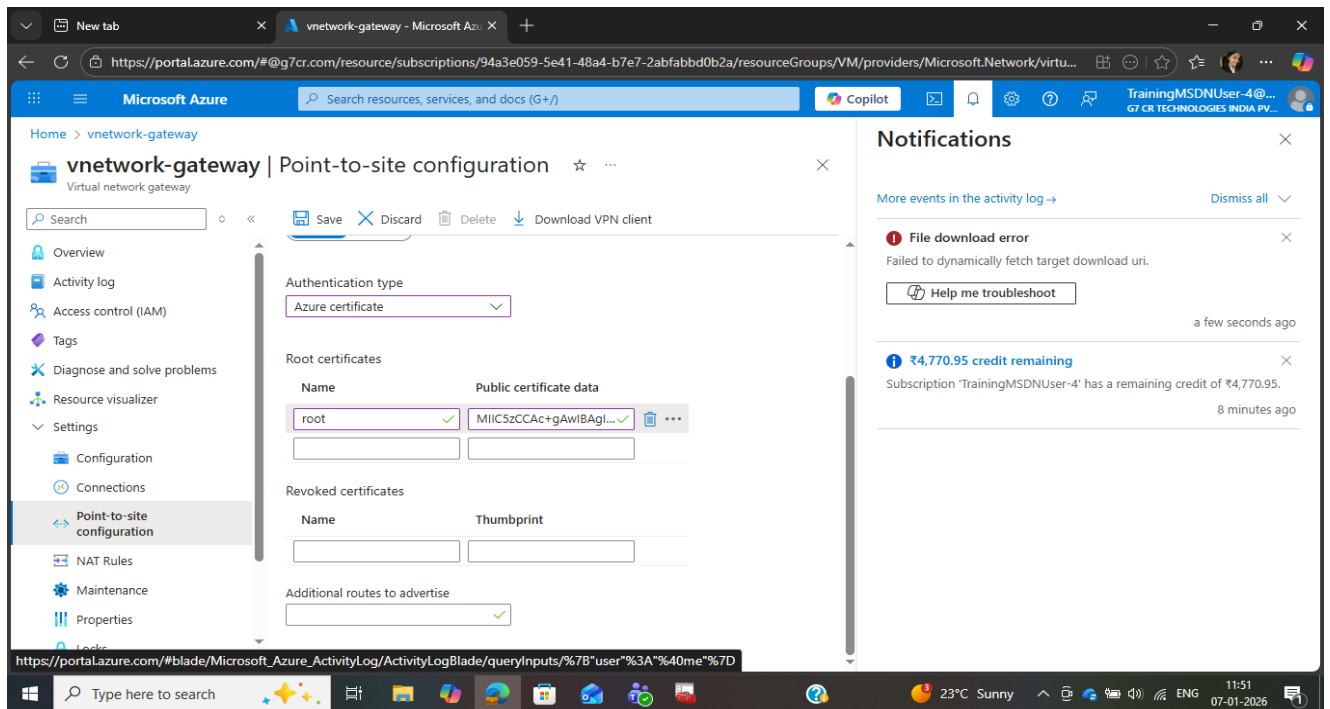 New tab
vnetwork-gateway - Microsoft Azu
https://portal.azure.com/#@g7cr.com/resource/subscriptions/94a3e059-5e41-48a4-b7e7-2abfabbd0b2a/resourceGroups/VM/providers/Microsoft.Network/virtu...
Microsoft Azure
Search resources, services, and docs (G+/)
Copilot
TrainingMSDNUser-4@...
G7 CR TECHNOLOGIES INDIA PV...
Home > vnetwork-gateway
vnetwork-gateway | Point-to-site configuration
Virtual network gateway
Search
Save Discard Delete Download VPN client
Overview
Activity log
Access control (IAM)
Tags
Diagnose and solve problems
Resource visualizer
Settings
Configuration
Connections
Point-to-site
configuration
NAT Rules
Maintenance
Properties
Locks
Authentication type
Azure certificate
Root certificates
Name Public certificate data
root MIIC5zCCAc+gAwIBAgI...
Revoked certificates
Name Thumbprint
Additional routes to advertise
Notifications
More events in the activity log → Dismiss all
File download error
Failed to dynamically fetch target download uri.
Help me troubleshoot
a few seconds ago
₹4,770.95 credit remaining
Subscription 'TrainingMSDNUser-4' has a remaining credit of ₹4,770.95.
8 minutes ago
https://portal.azure.com/#blade/Microsoft_Azure_ActivityLog/ActivityLogBlade/queryInputs/%7B"user"%3A"%40me"%7D
Type here to search
23°C Sunny
ENG
11:51
07-01-2026